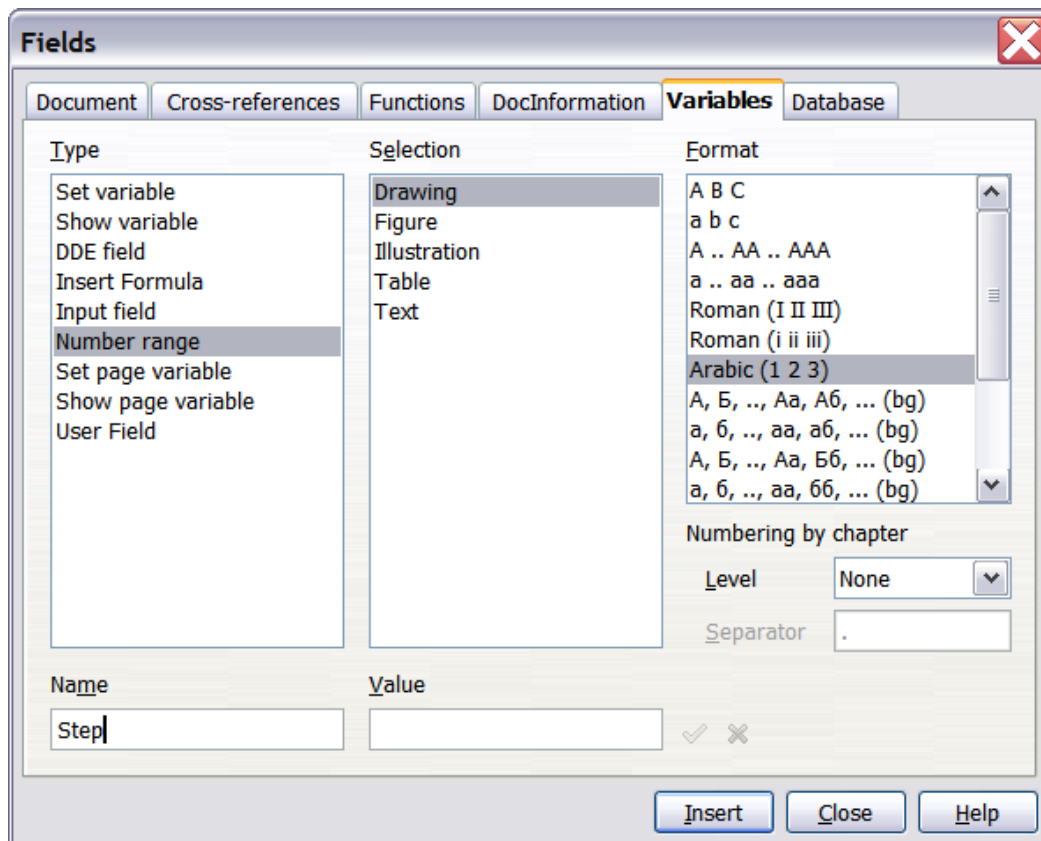 Fields
Document Cross-references Functions DocInformation Variables Database
Type
Set variable
Show variable
DDE field
Insert Formula
Input field
Number range
Set page variable
Show page variable
User Field
Selection
Drawing
Figure
Illustration
Table
Text
Format
A B C
a b c
A .. AA .. AAA
a .. aa .. aaa
Roman (I II III)
Roman (i ii iii)
Arabic (1 2 3)
А, Б, .., Аа, Аб, ... (bg)
а, б, .., аа, аб, ... (bg)
А, Б, .., Аа, Бб, ... (bg)
а, б, .., аа, бб, ... (bg)
Numbering by chapter
Level None
Separator .
Name
Step
Value
Insert Close Help